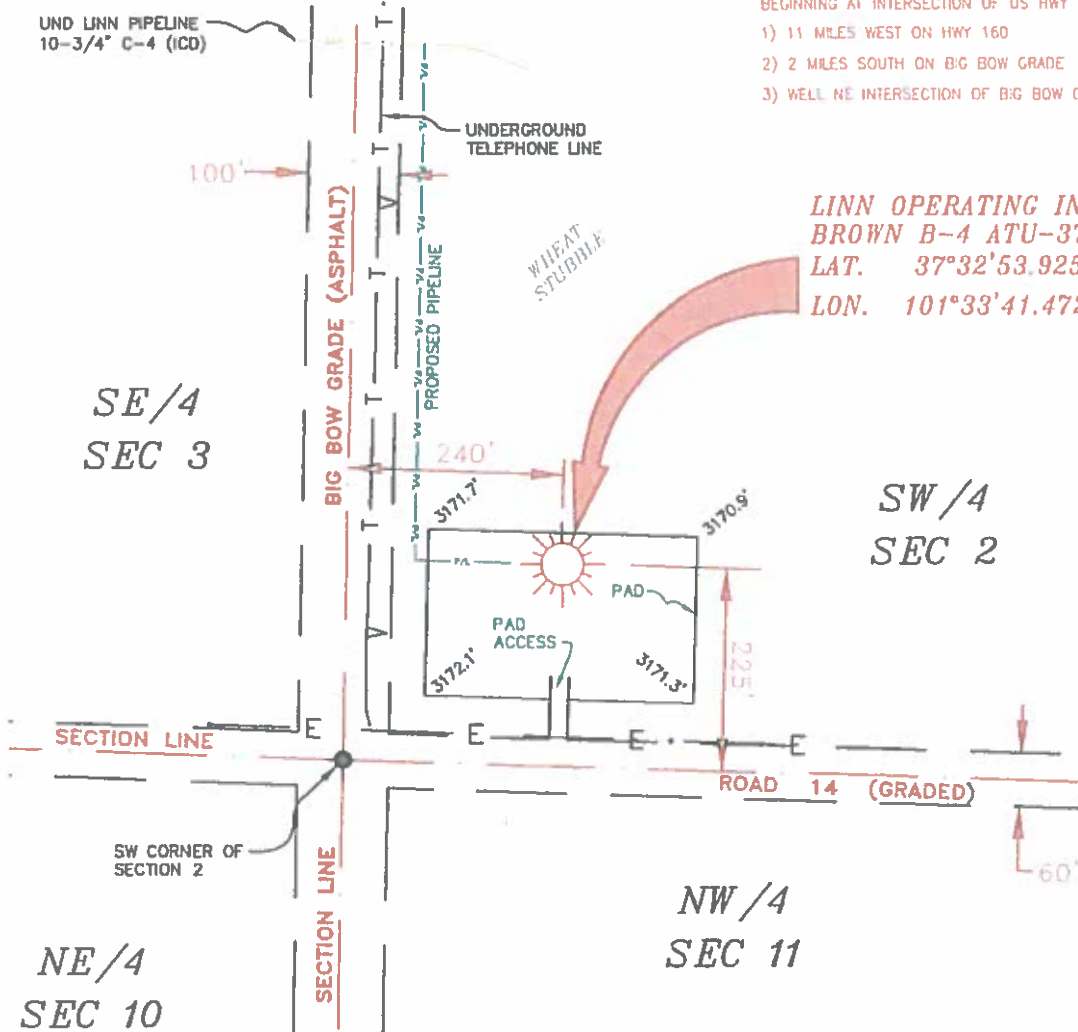 UND LINN PIPELINE
10-3/4" C-4 (ICD)
BEGINNING AT INTERSECTION OF US HWY
1) 11 MILES WEST ON HWY 160
2) 2 MILES SOUTH ON BIG BOW GRADE
3) WELL NE INTERSECTION OF BIG BOW
UNDERGROUND
TELEPHONE LINE
100'
T
T
V
WHEAT
STUBBLE
LINN OPERATING IN
BROWN B-4 ATU-37
LAT. 37°32'53.925
LON. 101°33'41.472
P/L
P/L
PROPOSED PIPELINE
BIG BOW GRADE (ASPHALT)
T
T
SE/4
SEC 3
240'
3171.7'
3170.9'
SW/4
SEC 2
T
P/L
PAD
PAD
ACCESS
V
225'
3172.1'
3171.3'
E
E
E
E
SECTION LINE
ROAD 14 (GRADED)
SW CORNER OF
SECTION 2
60'
SECTION LINE
NW/4
SEC 11
NE/4
SEC 10